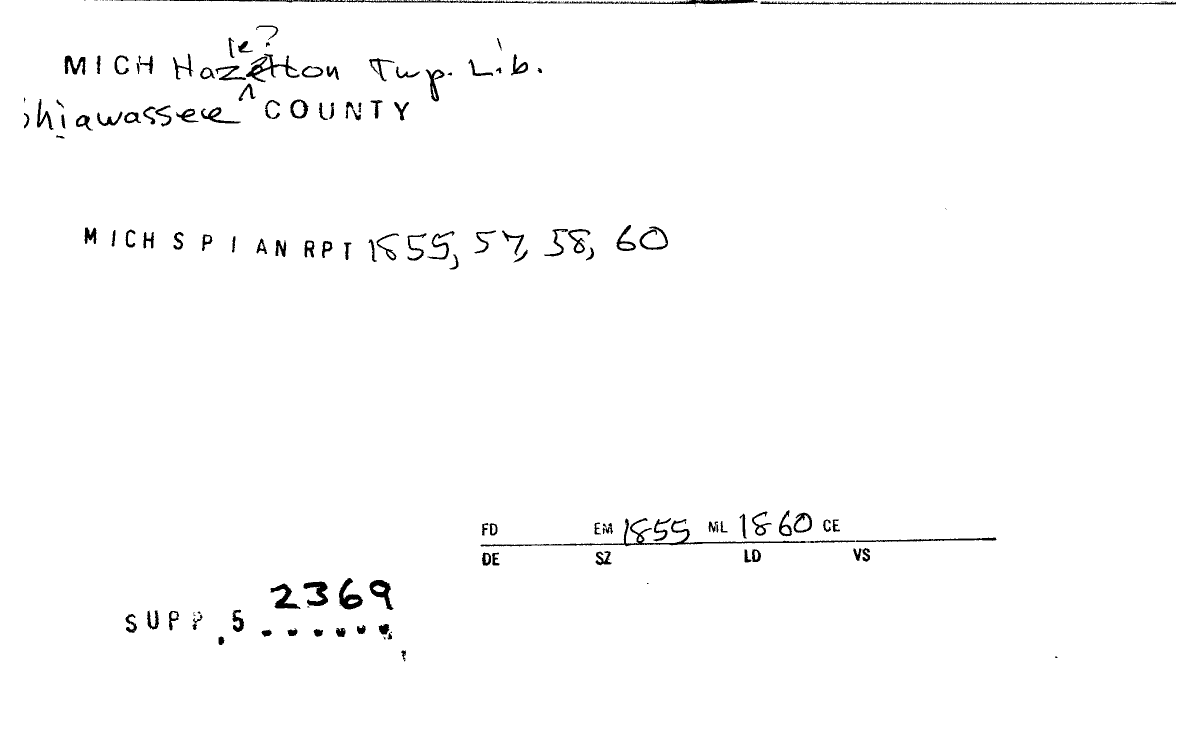 le?
MICH Hazelton Twp. Lib.
Shiawassee ^ COUNTY
MICH S P I AN RPT 1855, 57, 58, 60
FD EM 1855 ML 1860 CE
DE SZ LD VS
2369
SUPP.5......